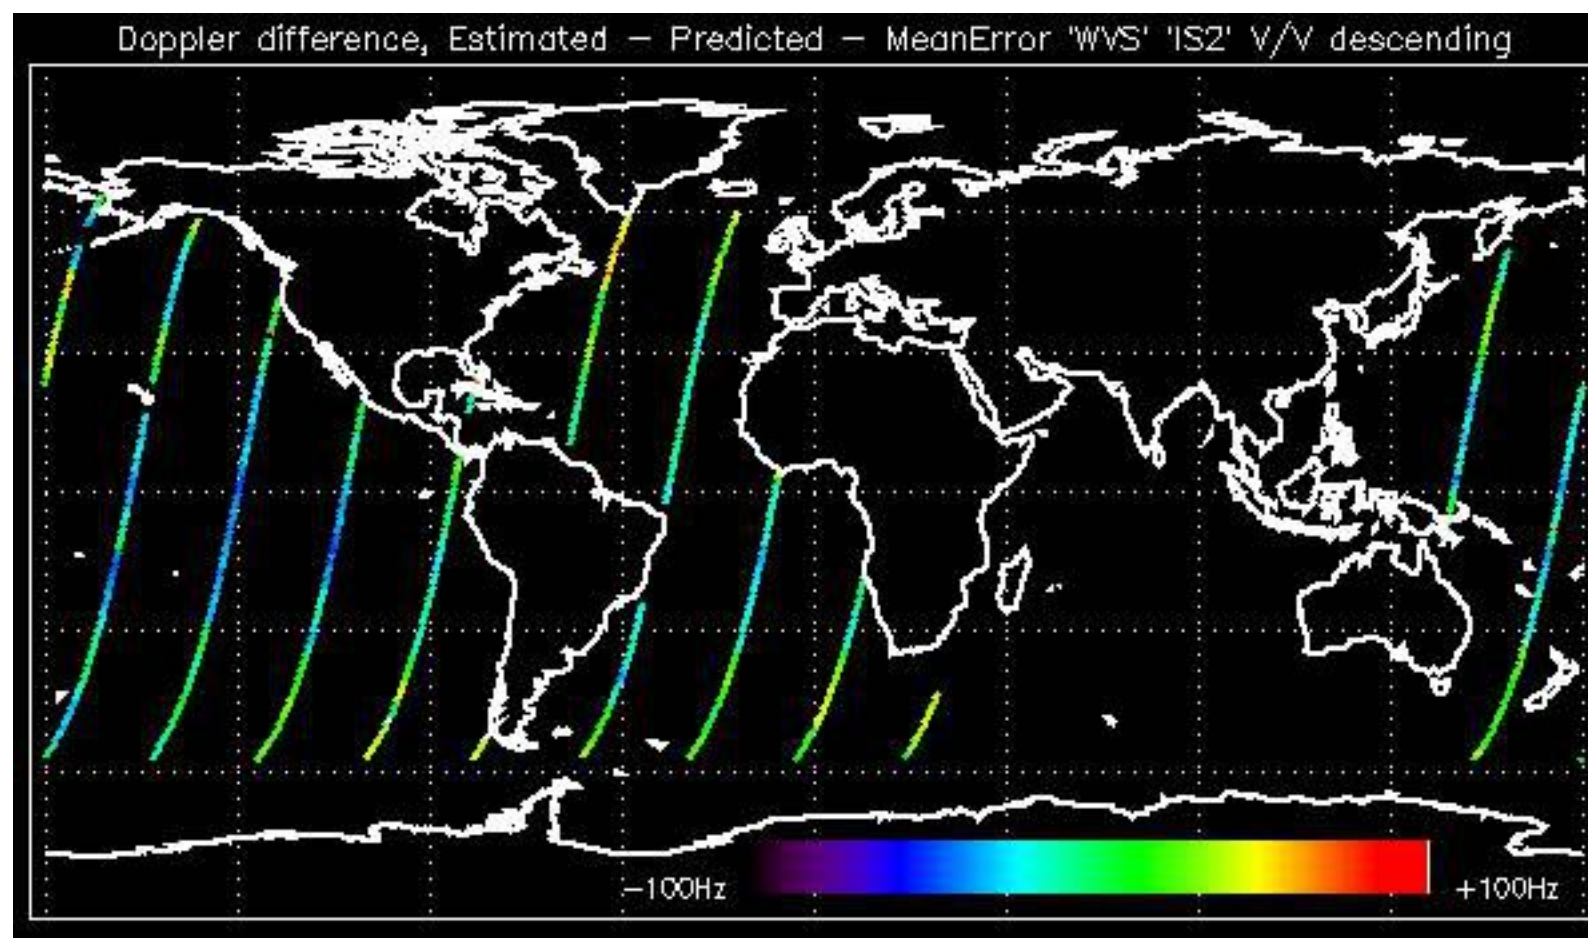 Doppler difference, Estimated – Predicted – MeanError 'WVS' 'IS2' V/V descending
–100Hz +100Hz